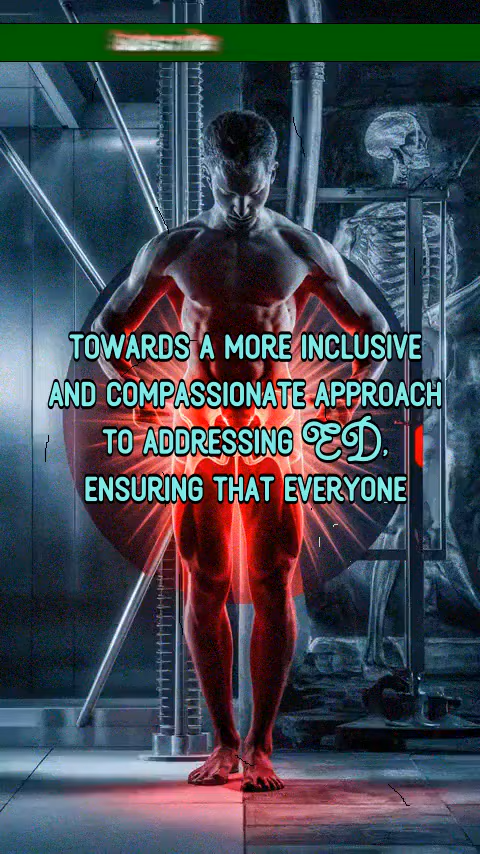 TOWARDS A MORE INCLUSIVE
AND COMPASSIONATE APPROACH
TO ADDRESSING ED,
ENSURING THAT EVERYONE